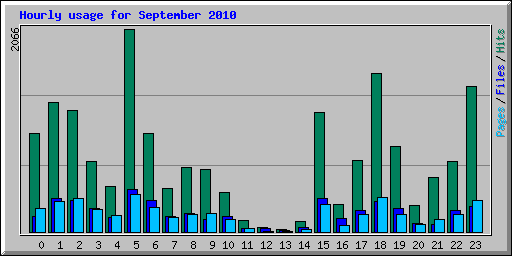 Hourly usage for September 2010
2066
Pages / Files / Hits
0 1 2 3 4 5 6 7 8 9 10 11 12 13 14 15 16 17 18 19 20 21 22 23